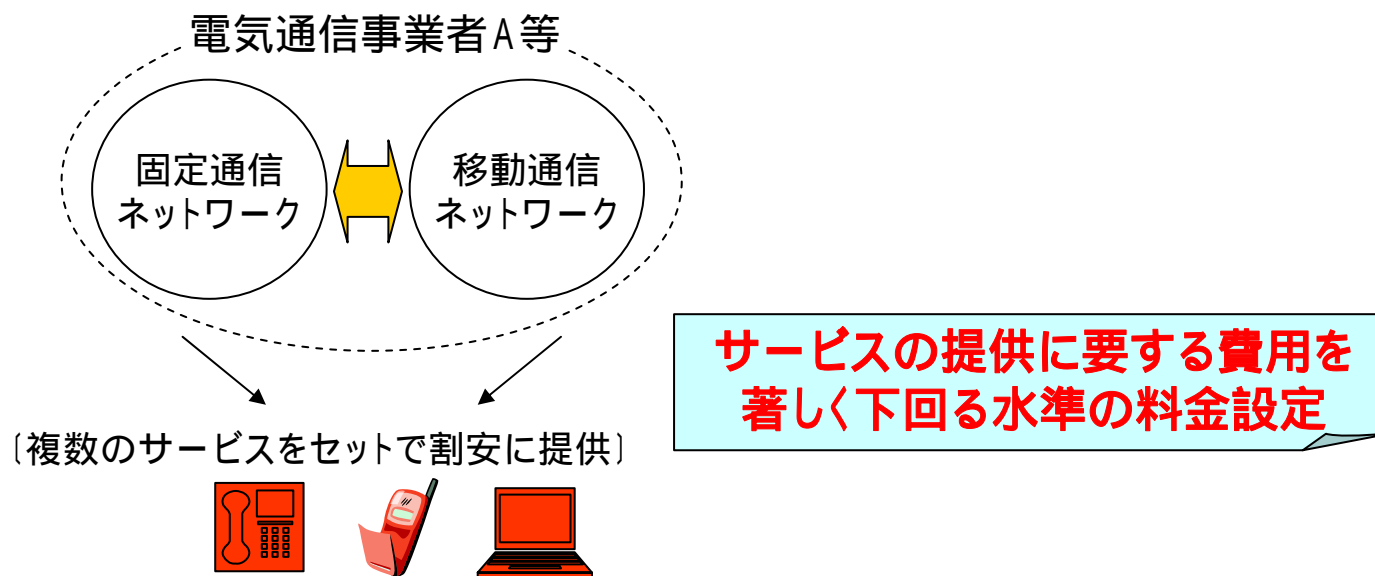 電気通信事業者A等
固定通信
ネットワーク
移動通信
ネットワーク
サービスの提供に要する費用を
著しく下回る水準の料金設定
〔複数のサービスをセットで割安に提供〕